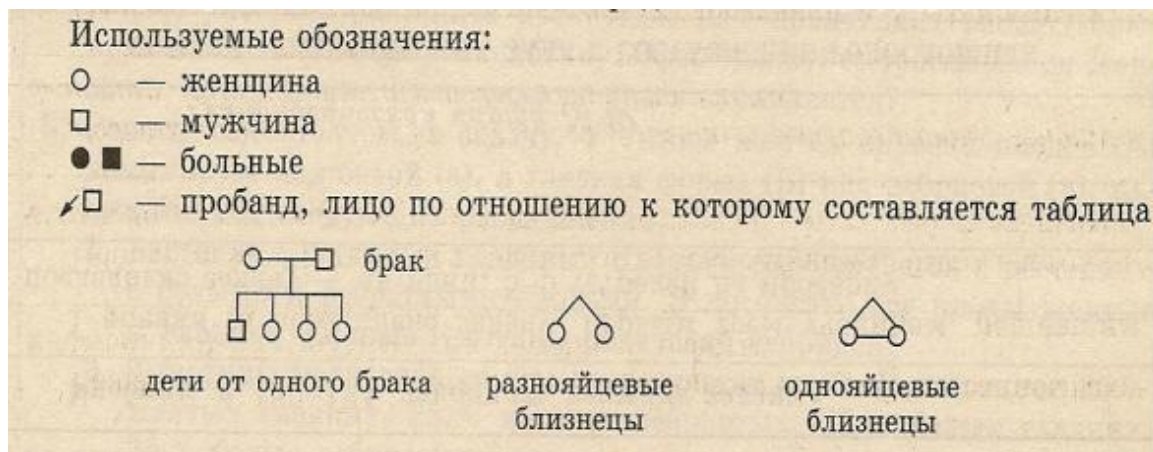 Используемые обозначения:
— женщина
— мужчина
— больные
— пробанд, лицо по отношению к которому составляется таблица
брак
дети от одного брака
разнояйцевые
близнецы
однояйцевые
близнецы